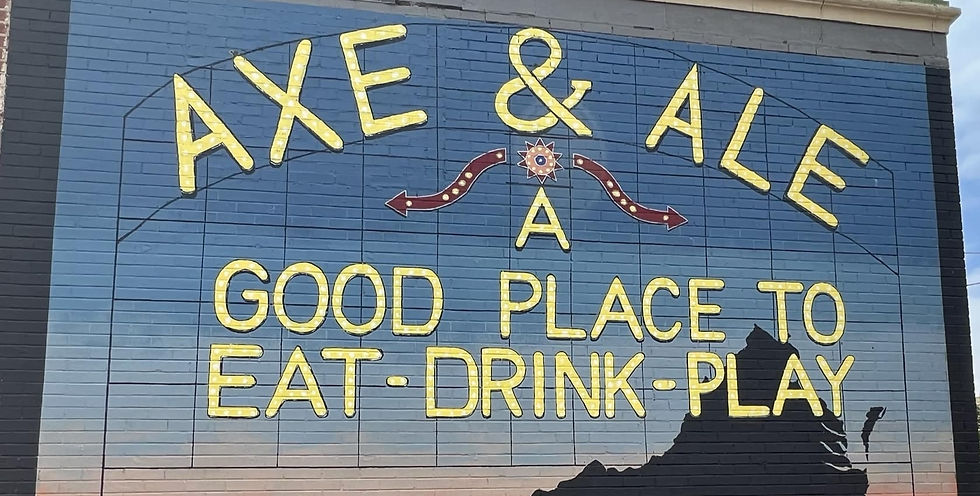 AXE & ALE
A
GOOD PLACE TO
EAT-DRINK-PLAY